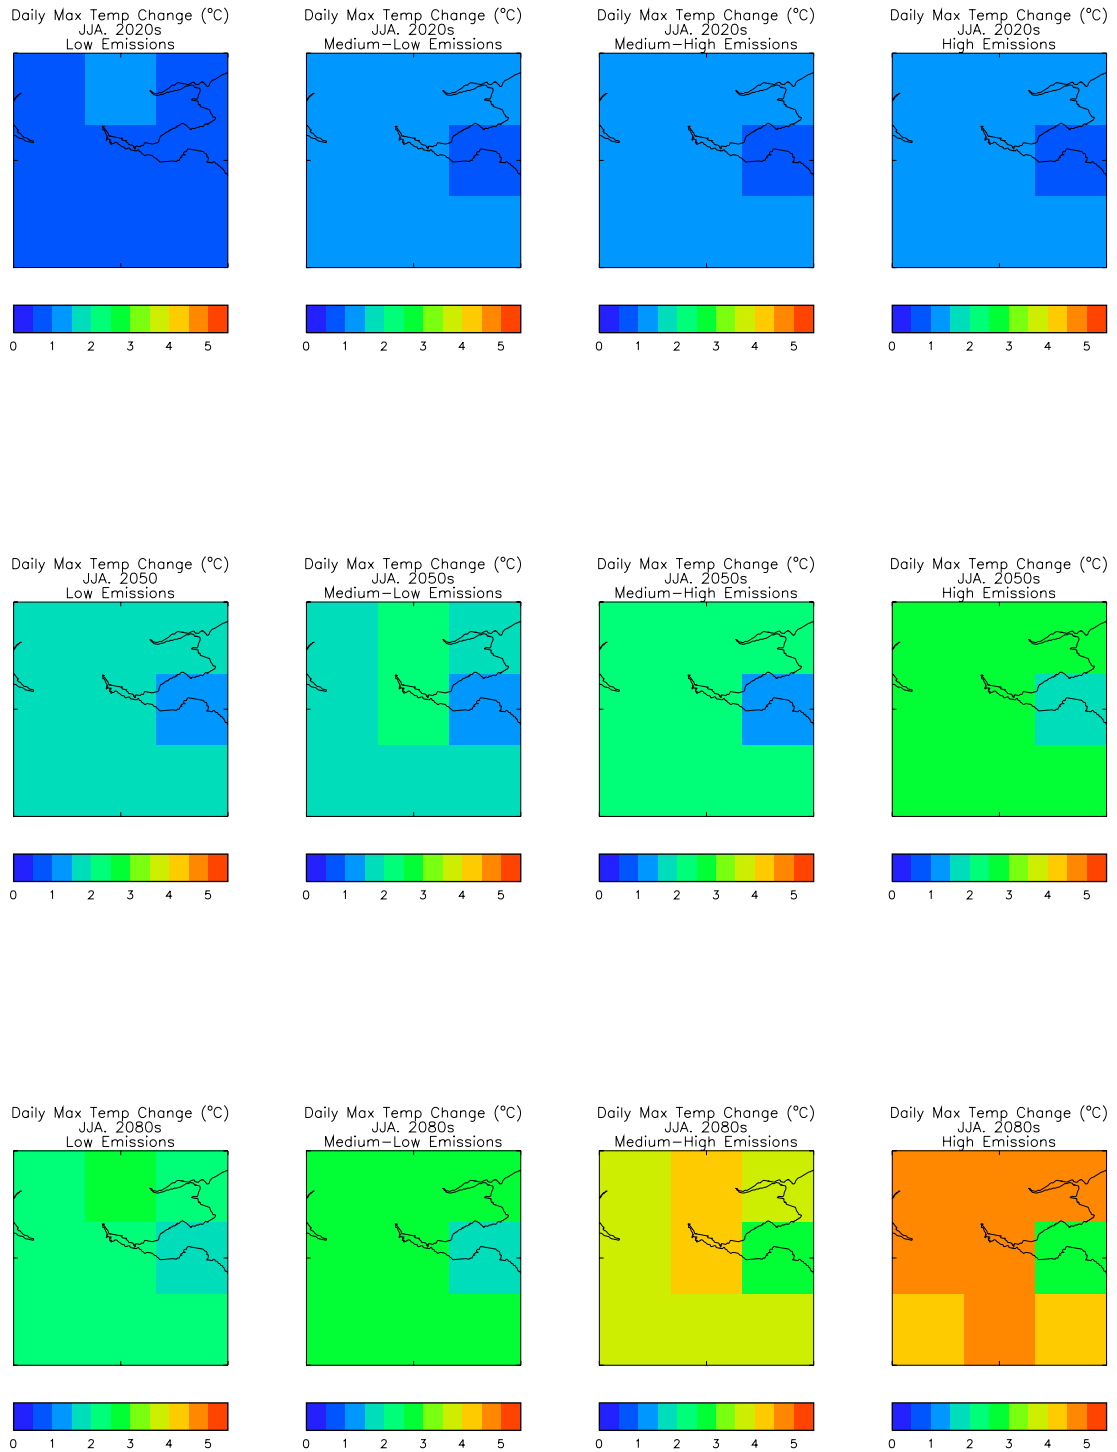 Daily Max Temp Change (°C)
JJA. 2020s
Low Emissions
0 1 2 3 4 5
Daily Max Temp Change (°C)
JJA. 2020s
Medium-Low Emissions
0 1 2 3 4 5
Daily Max Temp Change (°C)
JJA. 2020s
Medium-High Emissions
0 1 2 3 4 5
Daily Max Temp Change (°C)
JJA. 2020s
High Emissions
0 1 2 3 4 5
Daily Max Temp Change (°C)
JJA. 2050
Low Emissions
0 1 2 3 4 5
Daily Max Temp Change (°C)
JJA. 2050s
Medium-Low Emissions
0 1 2 3 4 5
Daily Max Temp Change (°C)
JJA. 2050s
Medium-High Emissions
0 1 2 3 4 5
Daily Max Temp Change (°C)
JJA. 2050s
High Emissions
0 1 2 3 4 5
Daily Max Temp Change (°C)
JJA. 2080s
Low Emissions
0 1 2 3 4 5
Daily Max Temp Change (°C)
JJA. 2080s
Medium-Low Emissions
0 1 2 3 4 5
Daily Max Temp Change (°C)
JJA. 2080s
Medium-High Emissions
0 1 2 3 4 5
Daily Max Temp Change (°C)
JJA. 2080s
High Emissions
0 1 2 3 4 5